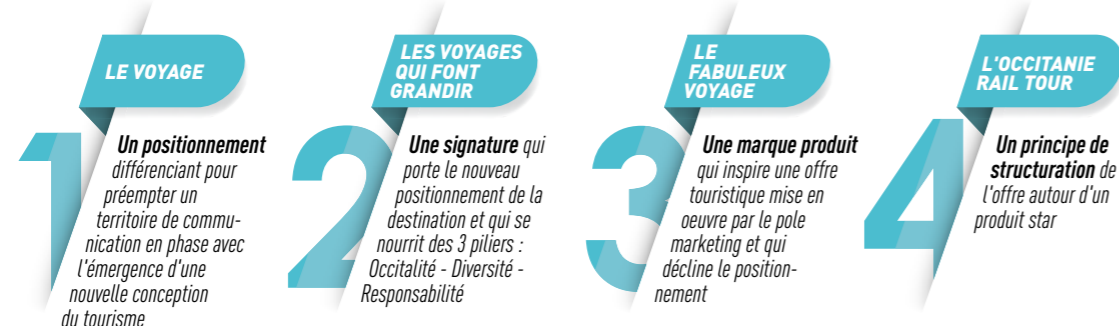 1
LE VOYAGE
Un positionnement
différenciant pour
préempter un
territoire de commu-
nication en phase avec
l'émergence d'une
nouvelle conception
du tourisme
2
LES VOYAGES
QUI FONT
GRANDIR
Une signature qui
porte le nouveau
positionnement de la
destination et qui se
nourrit des 3 piliers :
Occitalité - Diversité -
Responsabilité
3
LE
FABULEUX
VOYAGE
Une marque produit
qui inspire une offre
touristique mise en
oeuvre par le pole
marketing et qui
décline le position-
nement
4
L'OCCITANIE
RAIL TOUR
Un principe de
structuration de
l'offre autour d'un
produit star